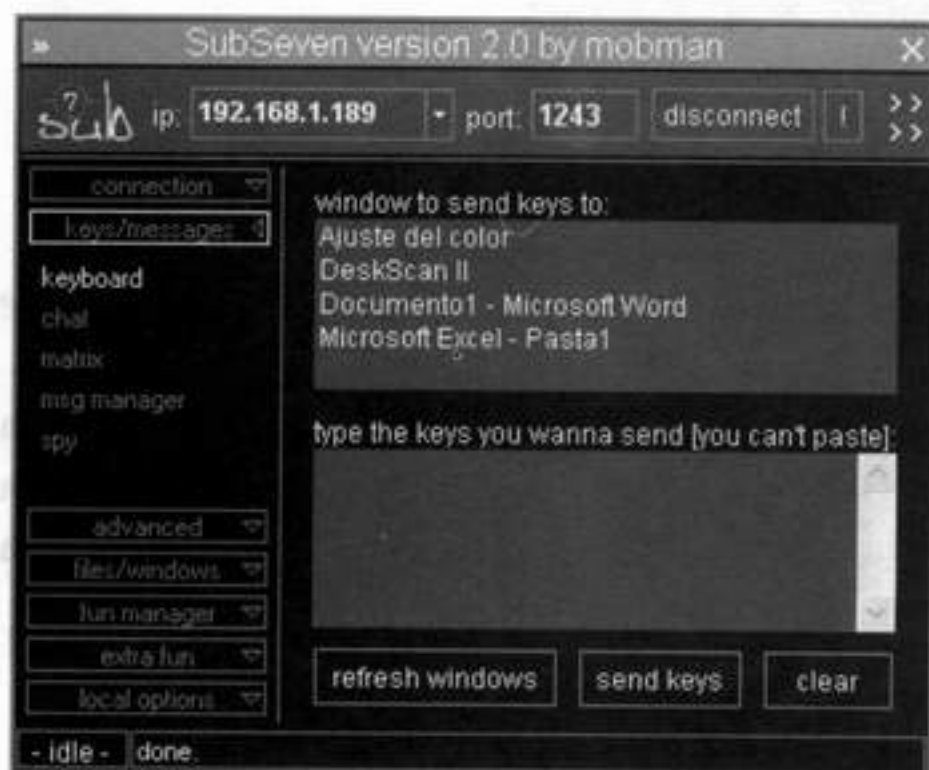 SubSeven version 2.0 by mobman
sub ip: 192.168.1.189 port: 1243 disconnect
connection
keys/messages
keyboard
chat
matrix
msg manager
spy
advanced
files/windows
fun manager
extra fun
local options
window to send keys to:
Ajuste del color
DeskScan II
Documento1 - Microsoft Word
Microsoft Excel - Pasta1
type the keys you wanna send [you can't paste]:
refresh windows send keys clear
- idle - done.